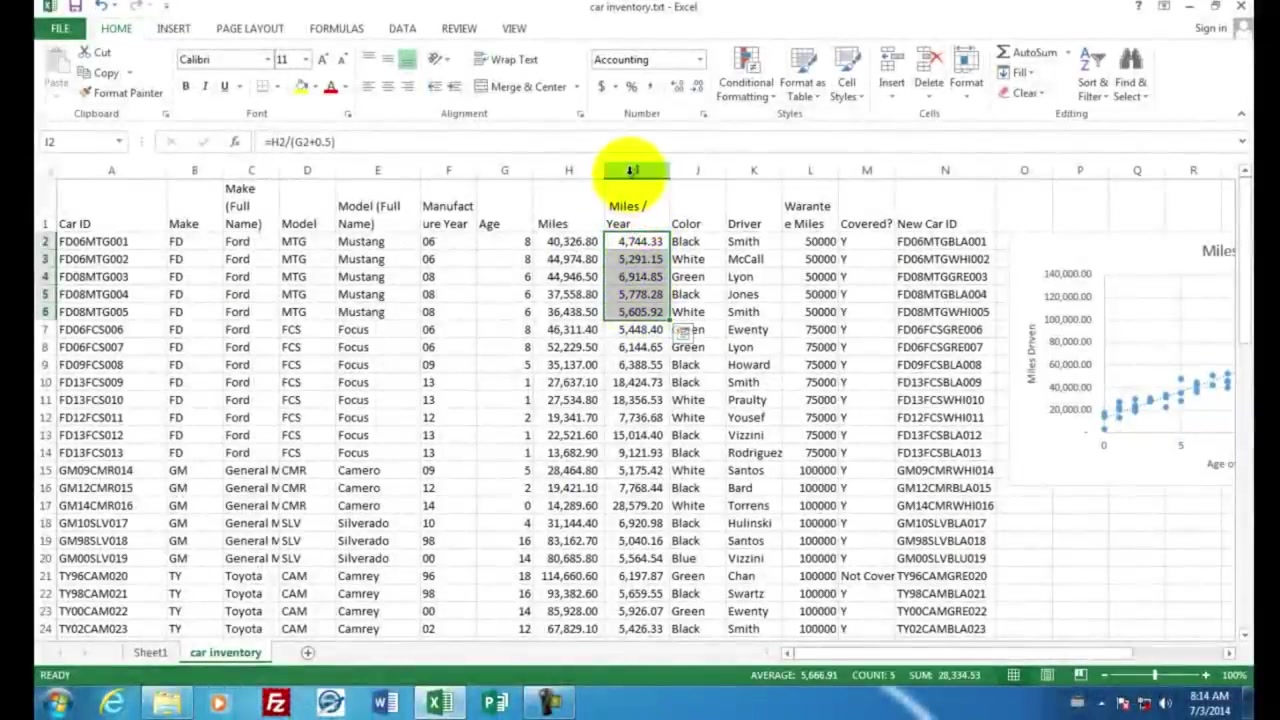 car inventory.txt - Excel
?
FILE HOME INSERT PAGE LAYOUT FORMULAS DATA REVIEW VIEW Sign in
Paste Cut Calibri 11 A A Wrap Text Accounting Conditional Formatting Format as Table Cell Styles Insert Delete Format AutoSum Sort & Filter Find & Select
Copy Fill
Format Painter B I U A Merge & Center $ % , Clear
Clipboard Font Alignment Number Styles Cells Editing
I2 fx =H2/(G2+0.5)
A B C D E F G H J K L M N O P Q R
1 Car ID Make Make (Full Name) Model Model (Full Name) Manufacture Year Age Miles Miles / Year Color Driver Warantee Miles Covered? New Car ID
2 FD06MTG001 FD Ford MTG Mustang 06 8 40,326.80 4,744.33 Black Smith 50000 Y FD06MTGBLA001
3 FD06MTG002 FD Ford MTG Mustang 06 8 44,974.80 5,291.15 White McCall 50000 Y FD06MTGWHI002
4 FD08MTG003 FD Ford MTG Mustang 08 6 44,946.50 6,914.85 Green Lyon 50000 Y FD08MTGGRE003
5 FD08MTG004 FD Ford MTG Mustang 08 6 37,558.80 5,778.28 Black Jones 50000 Y FD08MTGBLA004
6 FD08MTG005 FD Ford MTG Mustang 08 6 36,438.50 5,605.92 White Smith 50000 Y FD08MTGWHI005
7 FD06FCS006 FD Ford FCS Focus 06 8 46,311.40 5,448.40 Ewenty 75000 Y FD06FCSGRE006
8 FD06FCS007 FD Ford FCS Focus 06 8 52,229.50 6,144.65 Green Lyon 75000 Y FD06FCSGRE007
9 FD09FCS008 FD Ford FCS Focus 09 5 35,137.00 6,388.55 Black Howard 75000 Y FD09FCSBLA008
10 FD13FCS009 FD Ford FCS Focus 13 1 27,637.10 18,424.73 Black Smith 75000 Y FD13FCSBLA009
11 FD13FCS010 FD Ford FCS Focus 13 1 27,534.80 18,356.53 White Praulty 75000 Y FD13FCSWHI010
12 FD12FCS011 FD Ford FCS Focus 12 2 19,341.70 7,736.68 White Yousef 75000 Y FD12FCSWHI011
13 FD13FCS012 FD Ford FCS Focus 13 1 22,521.60 15,014.40 Black Vizzini 75000 Y FD13FCSBLA012
14 FD13FCS013 FD Ford FCS Focus 13 1 13,682.90 9,121.93 Black Rodriguez 75000 Y FD13FCSBLA013
15 GM09CMR014 GM General M CMR Camero 09 5 28,464.80 5,175.42 White Santos 100000 Y GM09CMRWHI014
16 GM12CMR015 GM General M CMR Camero 12 2 19,421.10 7,768.44 Black Bard 100000 Y GM12CMRBLA015
17 GM14CMR016 GM General M CMR Camero 14 0 14,289.60 28,579.20 White Torrens 100000 Y GM14CMRWHI016
18 GM10SLV017 GM General M SLV Silverado 10 4 31,144.40 6,920.98 Black Hulinski 100000 Y GM10SLVBLA017
19 GM98SLV018 GM General M SLV Silverado 98 16 83,162.70 5,040.16 Black Santos 100000 Y GM98SLVBLA018
20 GM00SLV019 GM General M SLV Silverado 00 14 80,685.80 5,564.54 Blue Vizzini 100000 Y GM00SLVBLU019
21 TY96CAM020 TY Toyota CAM Camrey 96 18 114,660.60 6,197.87 Green Chan 100000 Not Cover TY96CAMGRE020
22 TY98CAM021 TY Toyota CAM Camrey 98 16 93,382.60 5,659.55 Black Swartz 100000 Y TY98CAMBLA021
23 TY00CAM022 TY Toyota CAM Camrey 00 14 85,928.00 5,926.07 Green Ewenty 100000 Y TY00CAMGRE022
24 TY02CAM023 TY Toyota CAM Camrey 02 12 67,829.10 5,426.33 Black Smith 100000 Y TY02CAMBLA023
Miles
140,000.00
120,000.00
100,000.00
80,000.00
60,000.00
40,000.00
20,000.00
-
Miles Driven
0 5
Age o
Sheet1 car inventory
READY AVERAGE: 5,666.91 COUNT: 5 SUM: 28,334.53 100%
8:14 AM
7/3/2014